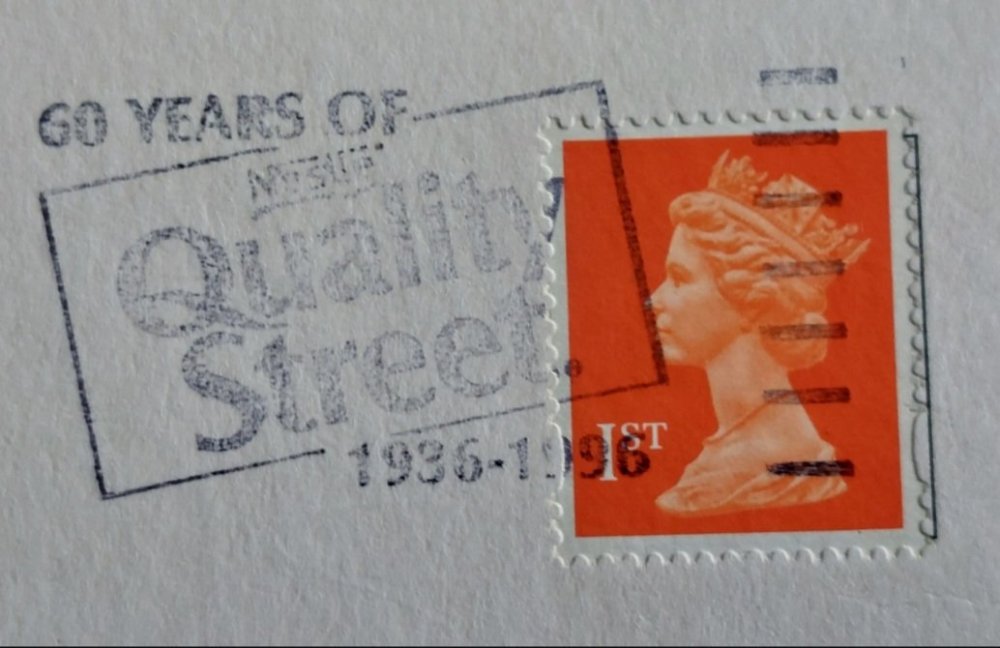 60 YEARS OF
Nestlé
Quality
Street.
1936-1996
1ST